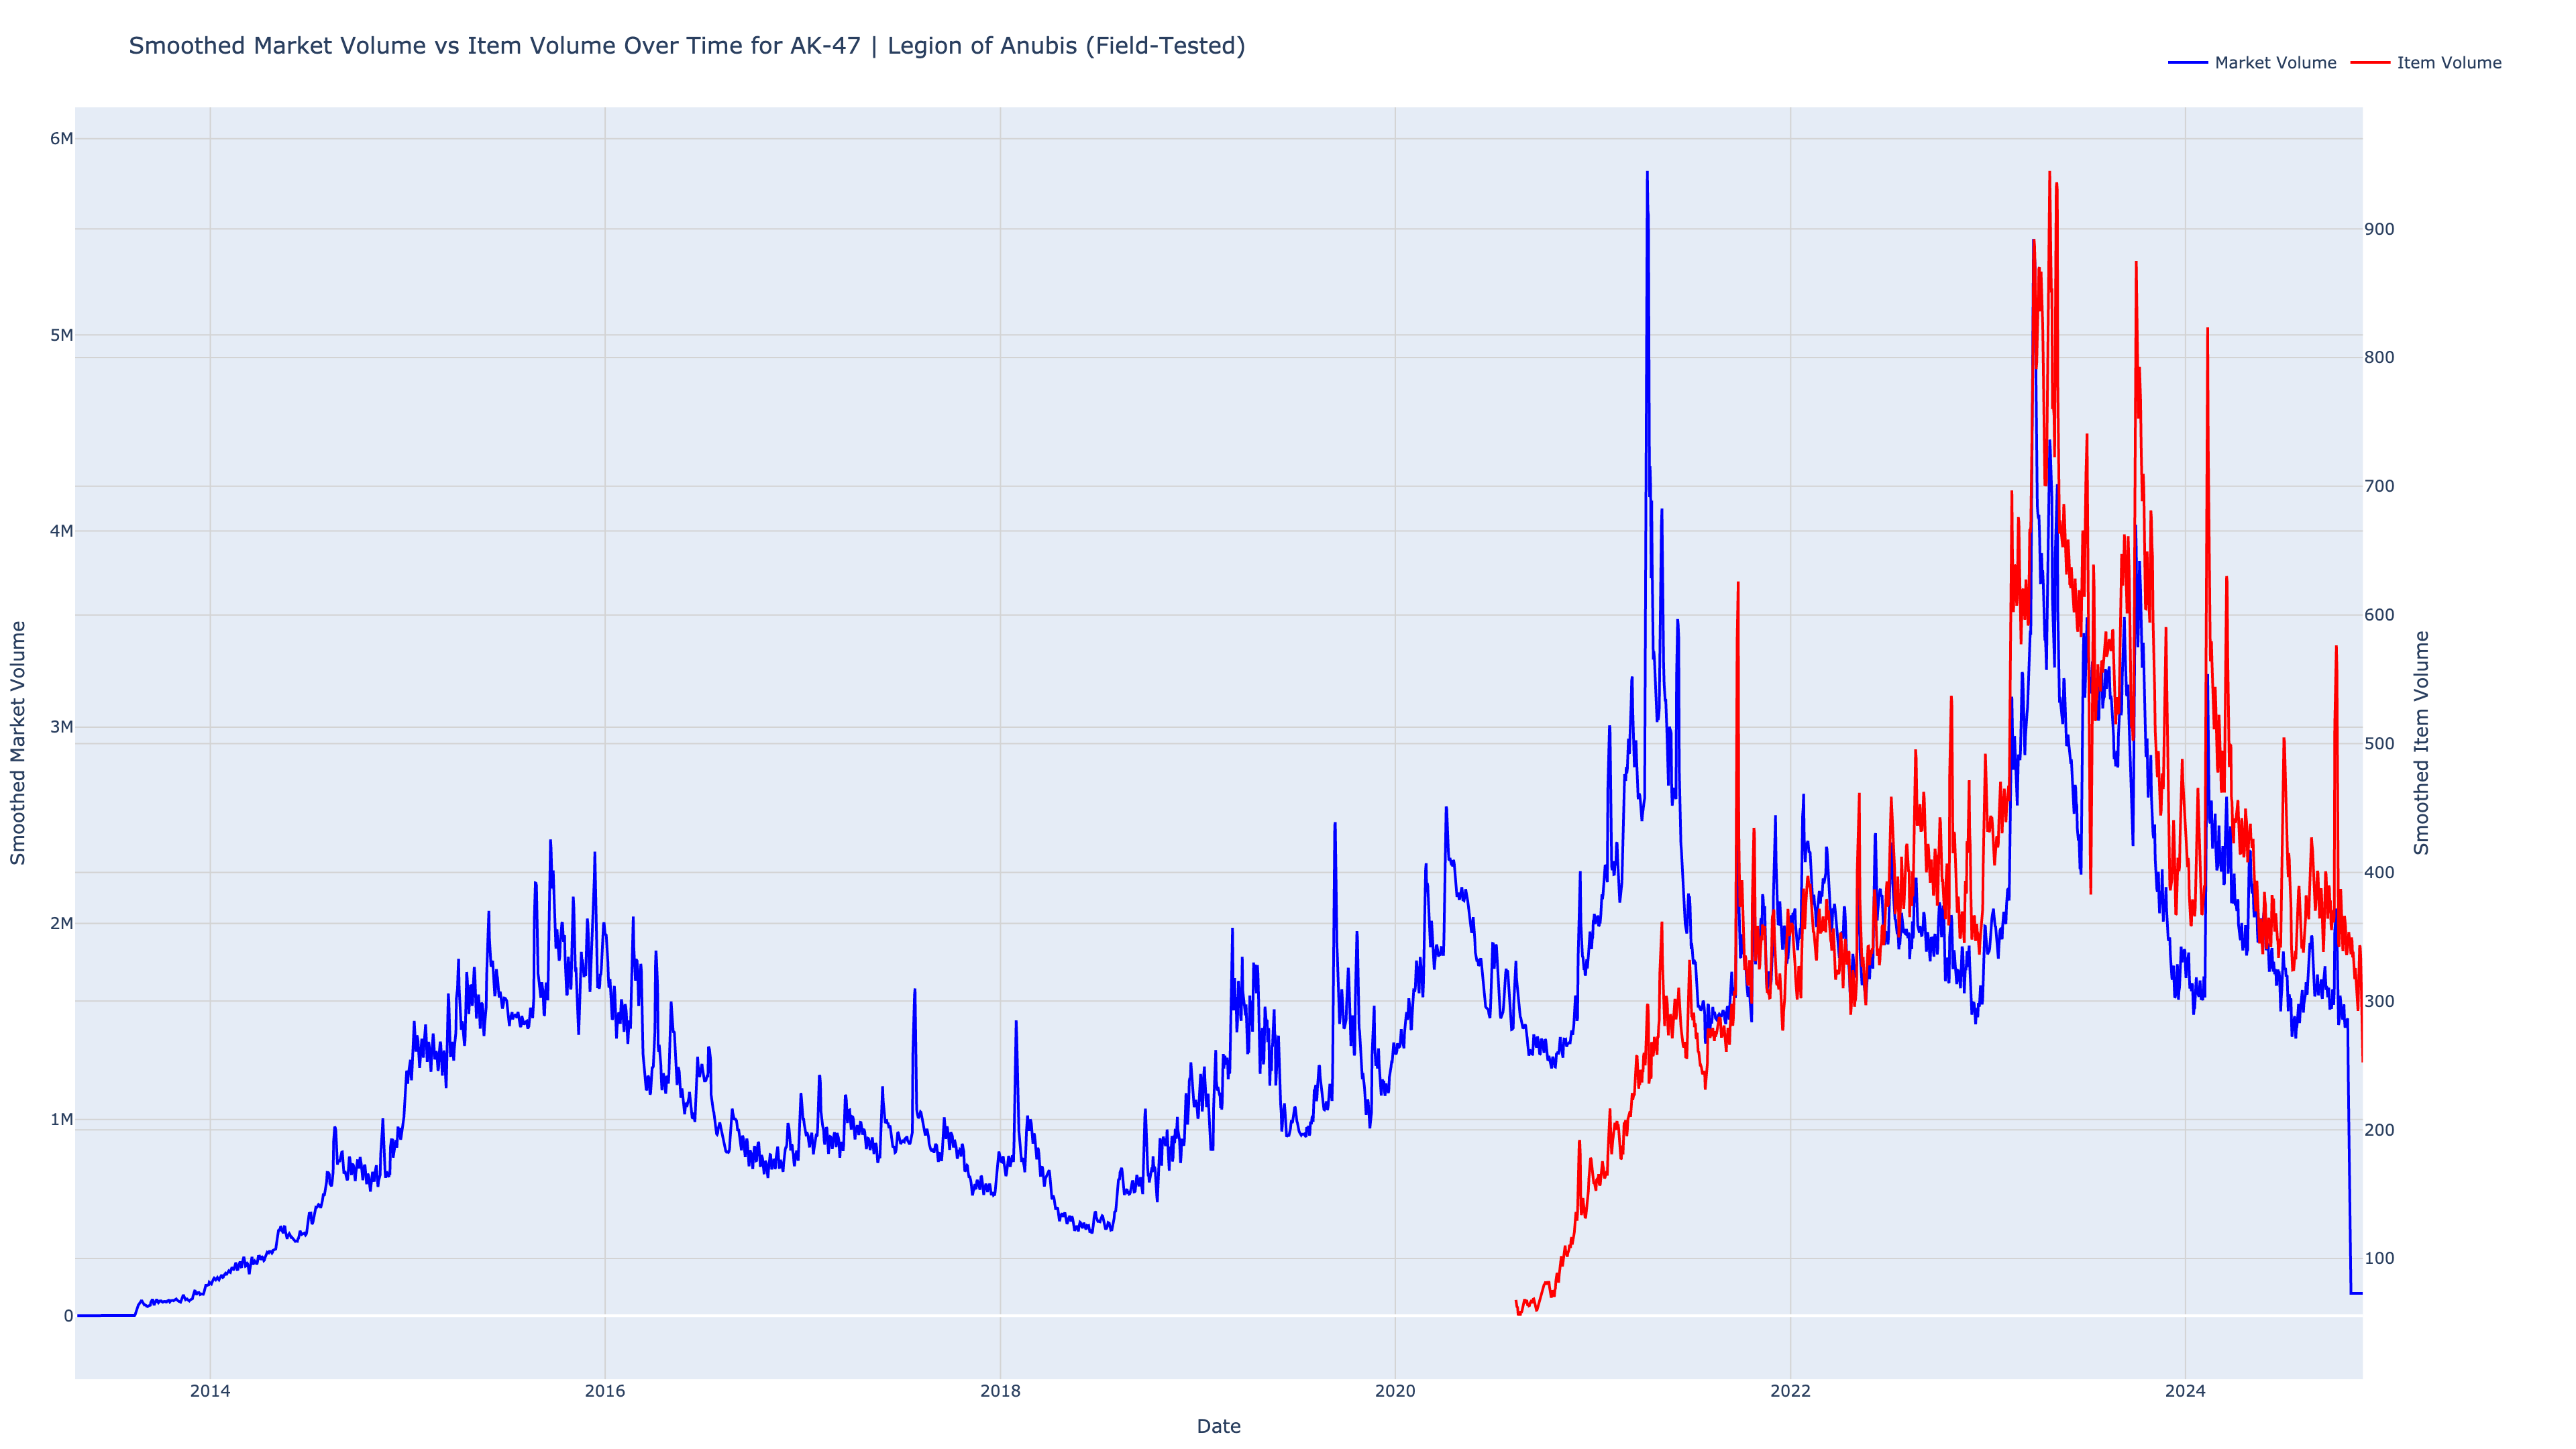 Smoothed Market Volume vs Item Volume Over Time for AK-47 | Legion of Anubis (Field-Tested)
Market Volume
Item Volume
6M
5M
4M
3M
2M
1M
0
Smoothed Market Volume
900
800
700
600
500
400
300
200
100
Smoothed Item Volume
2014
2016
2018
2020
2022
2024
Date